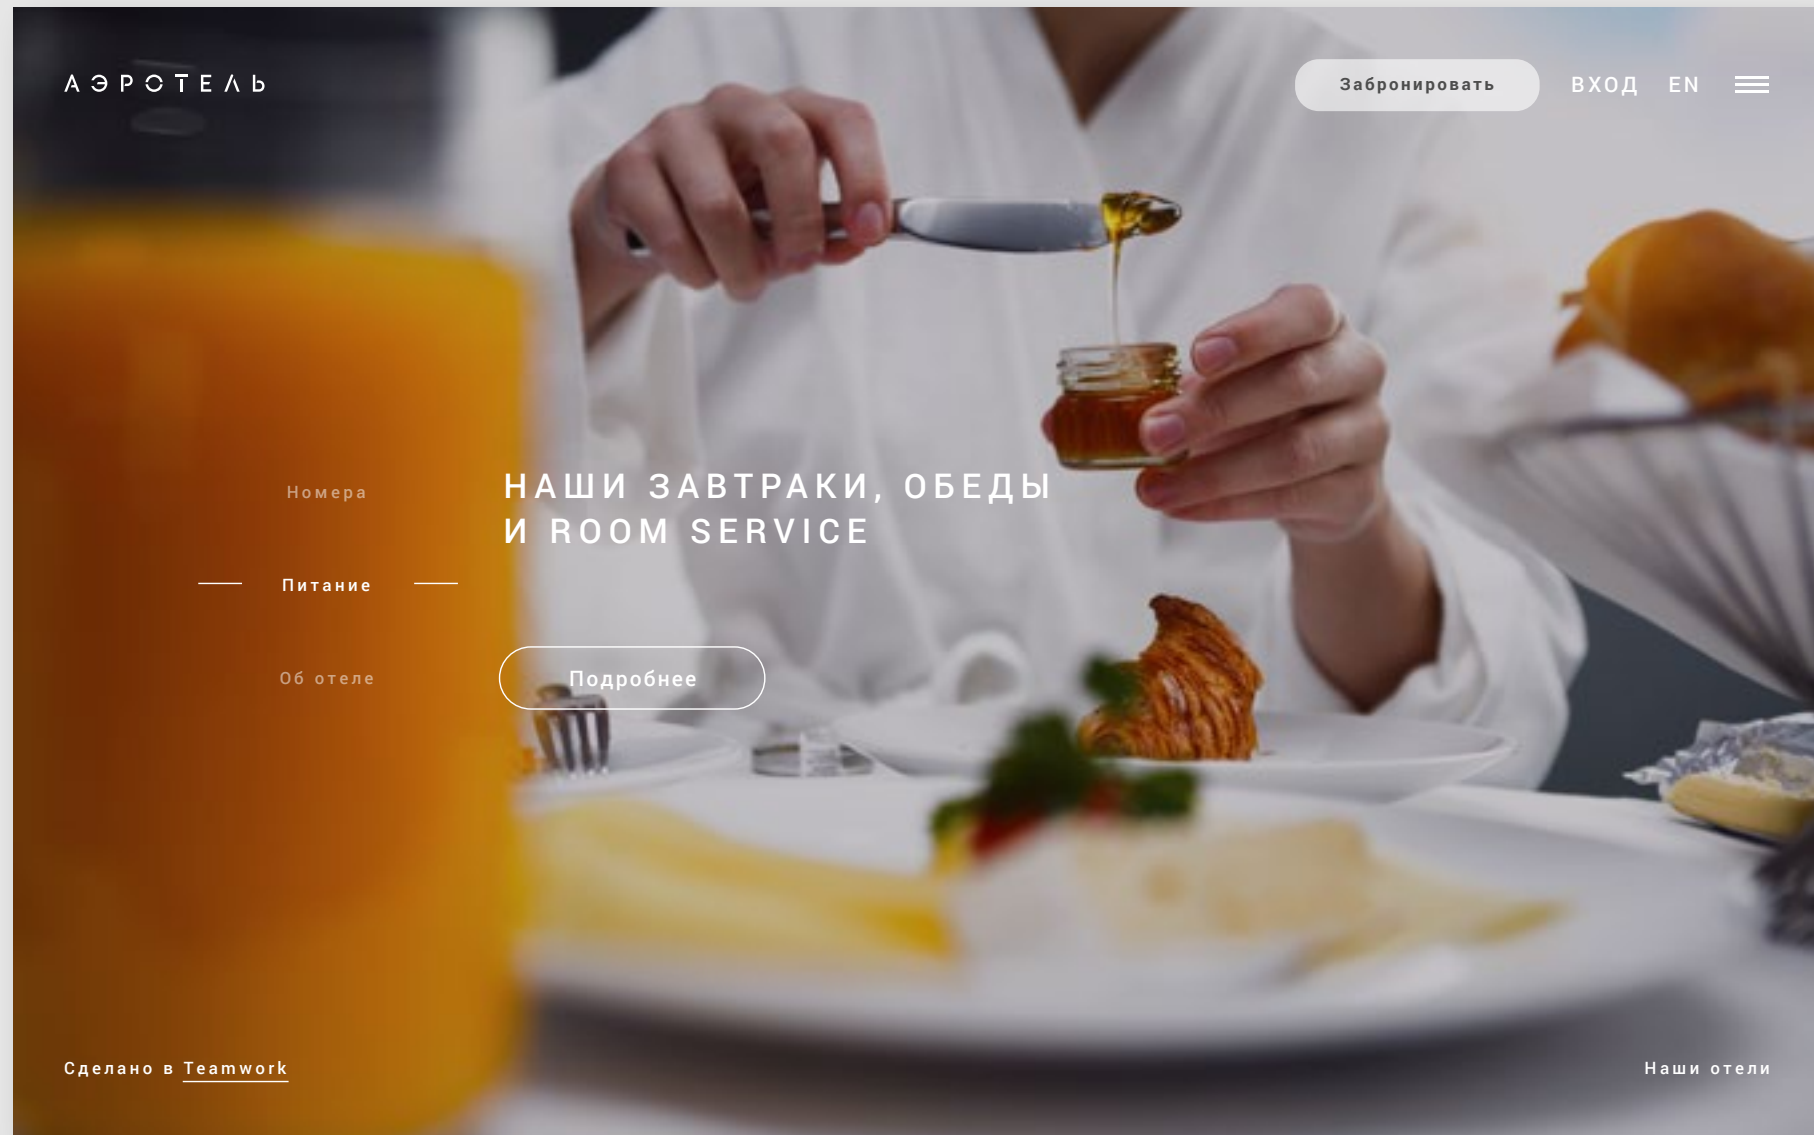 АЭРОТЕЛЬ
Забронировать
ВХОД
EN
НАШИ ЗАВТРАКИ, ОБЕДЫ
И ROOM SERVICE
Номера
Питание
Об отеле
Подробнее
Сделано в Teamwork
Наши отели